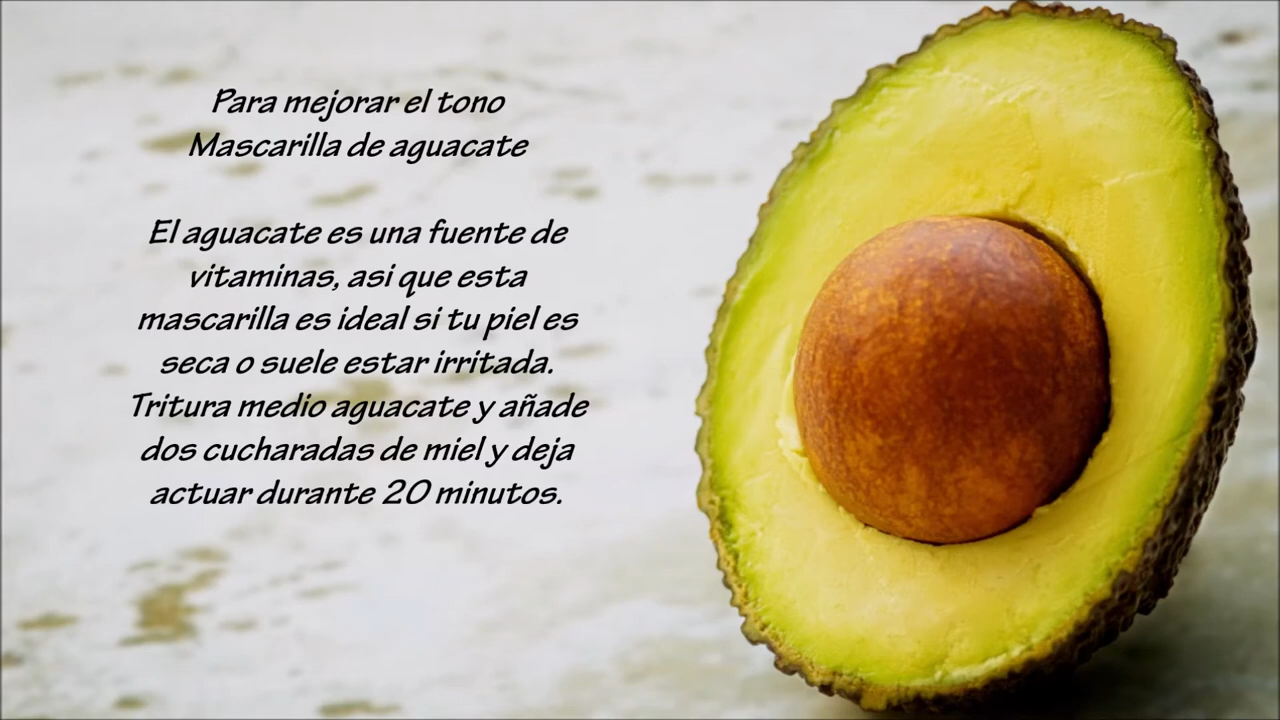 Para mejorar el tono
Mascarilla de aguacate
El aguacate es una fuente de
vitaminas, asi que esta
mascarilla es ideal si tu piel es
seca o suele estar irritada.
Tritura medio aguacate y añade
dos cucharadas de miel y deja
actuar durante 20 minutos.